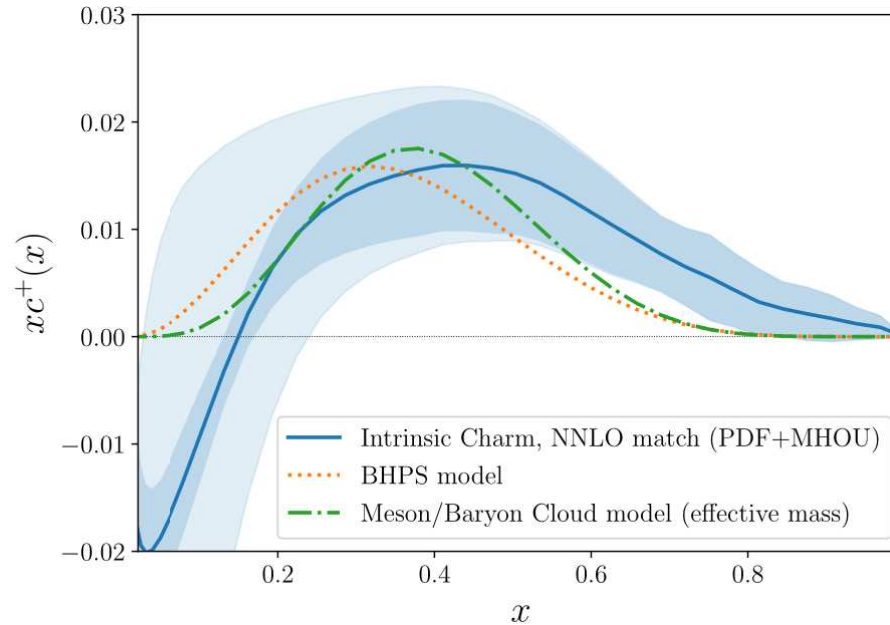 0.03
0.02
0.01
0.00
−0.01
−0.02
xc⁺(x)
Intrinsic Charm, NNLO match (PDF+MHOU)
BHPS model
Meson/Baryon Cloud model (effective mass)
0.2 0.4 0.6 0.8
x